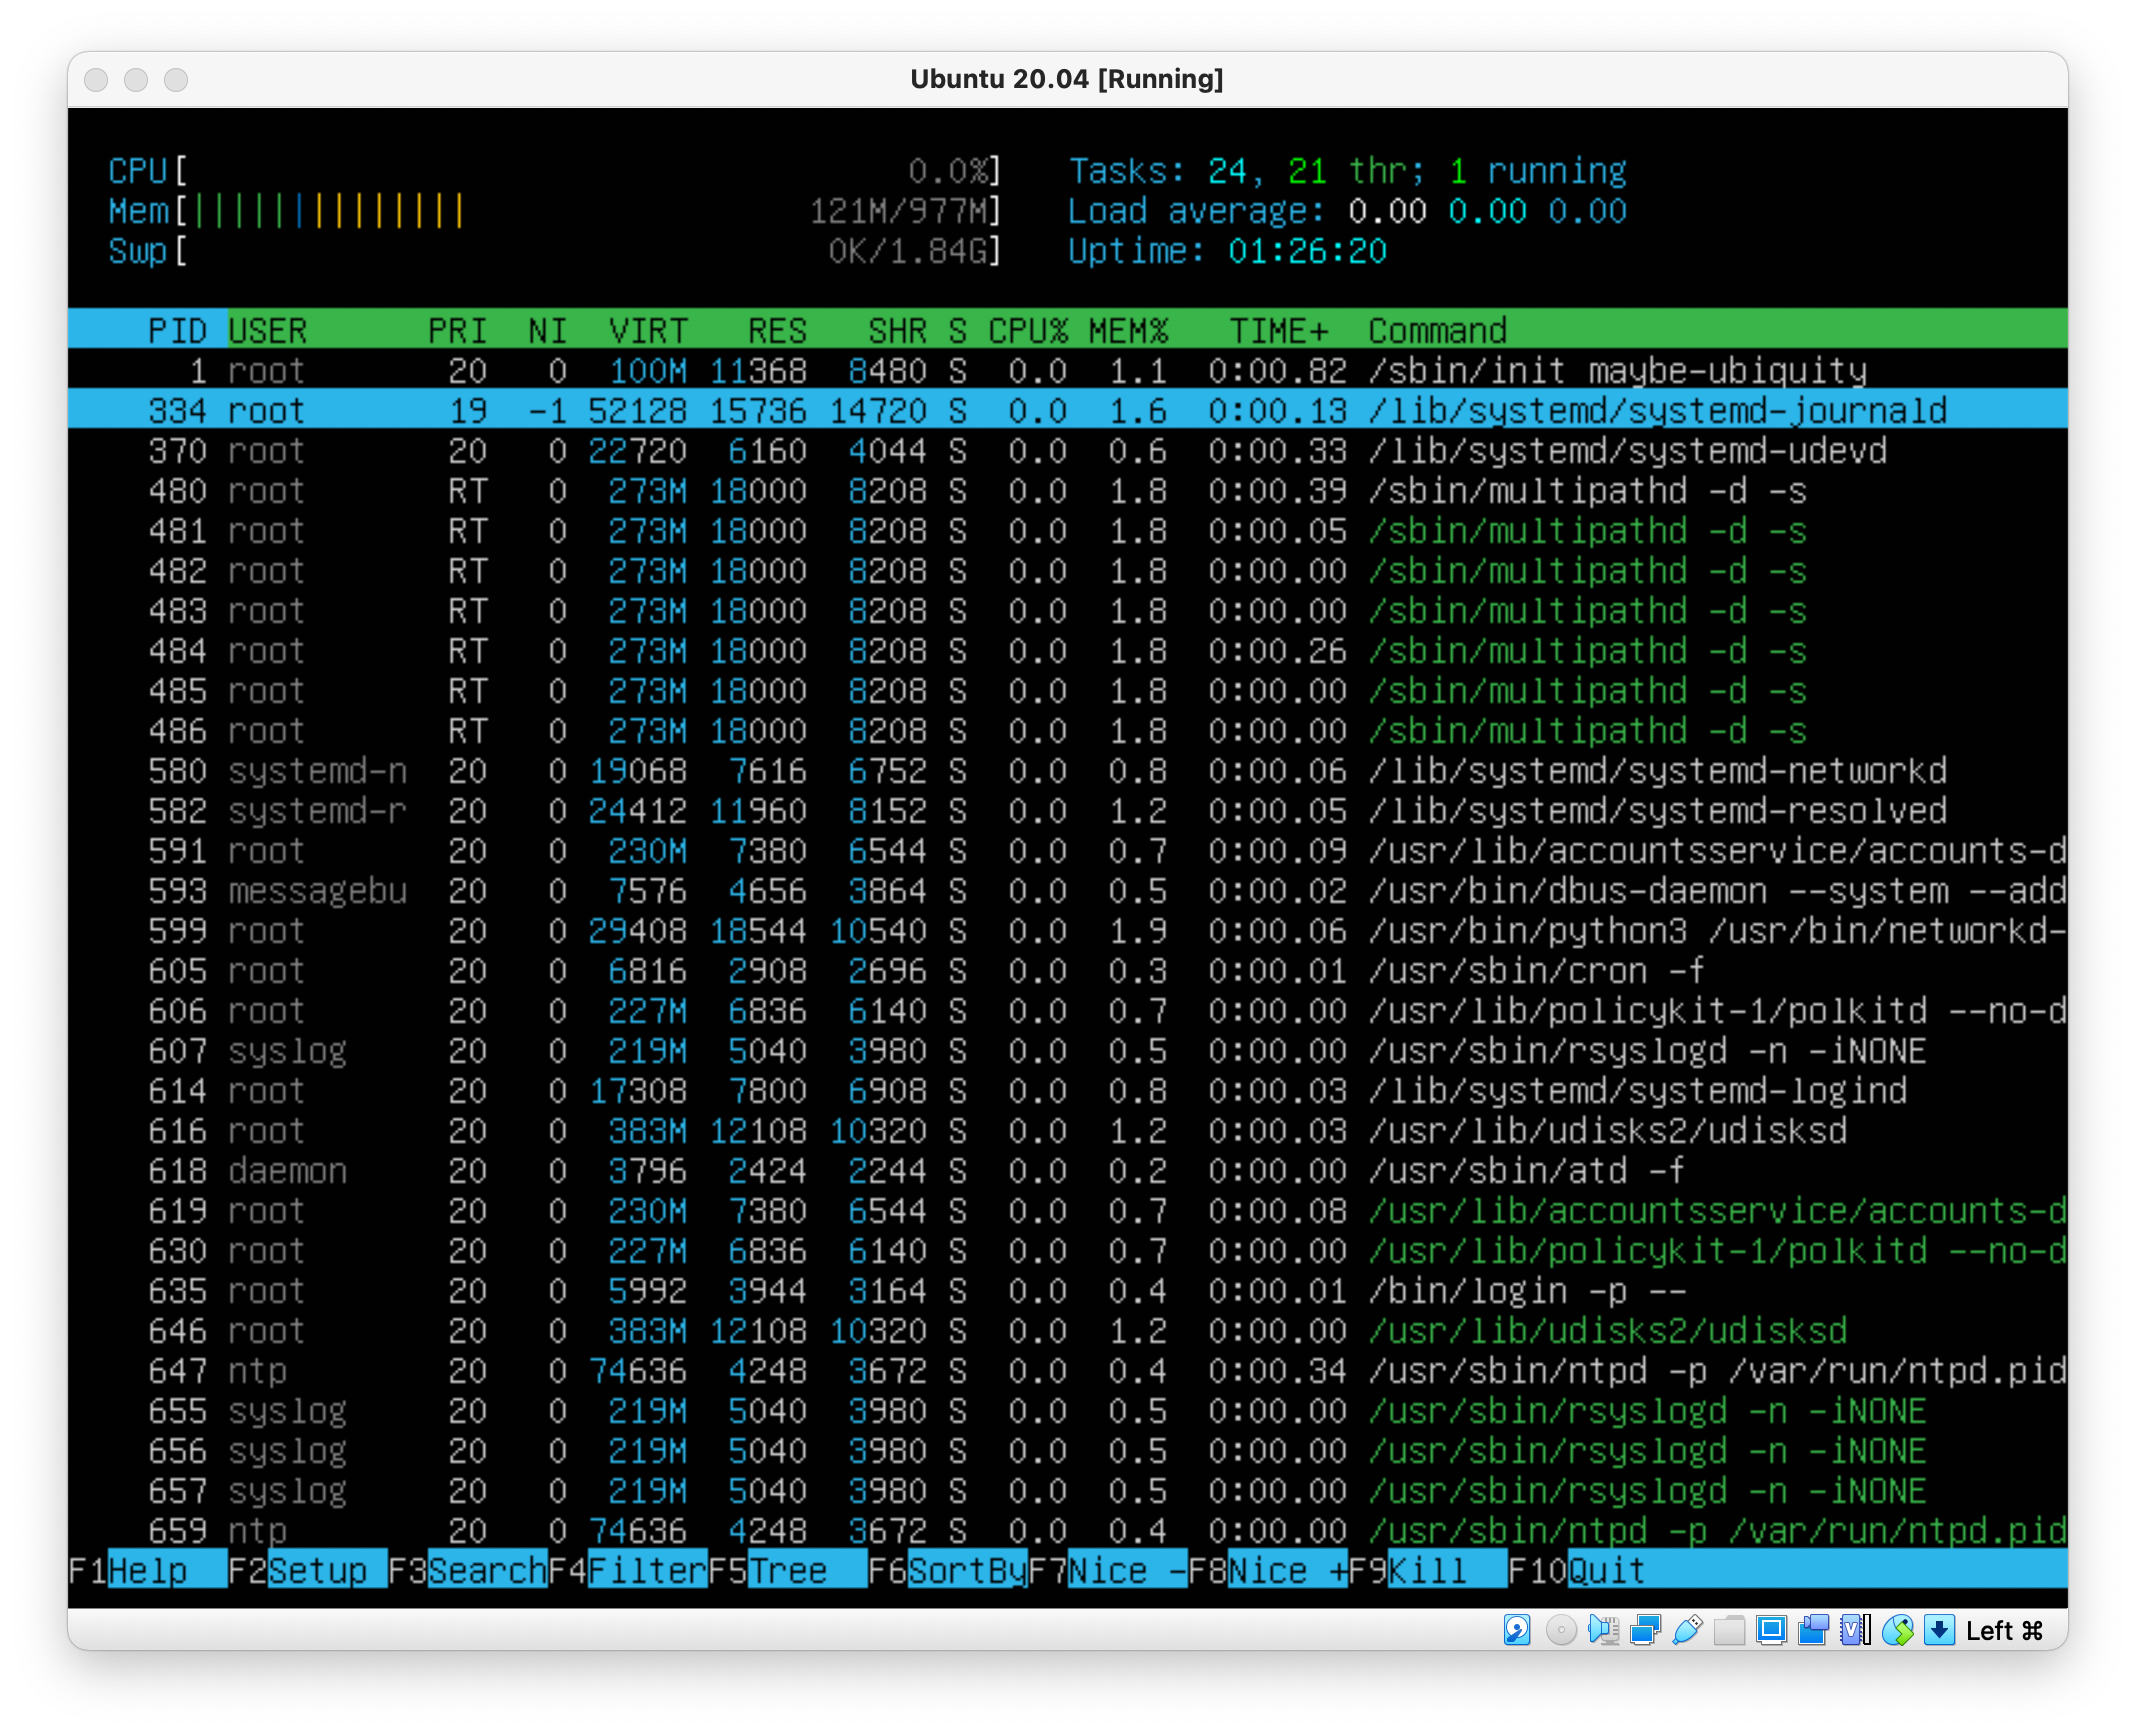 Ubuntu 20.04 [Running]
CPU[ 0.0%] Tasks: 24, 21 thr; 1 running
Mem[||||||||||||||121M/977M] Load average: 0.00 0.00 0.00
Swp[ 0K/1.84G] Uptime: 01:26:20
PID USER PRI NI VIRT RES SHR S CPU% MEM% TIME+ Command
1 root 20 0 100M 11368 8480 S 0.0 1.1 0:00.82 /sbin/init maybe-ubiquity
334 root 19 -1 52128 15736 14720 S 0.0 1.6 0:00.13 /lib/systemd/systemd-journald
370 root 20 0 22720 6160 4044 S 0.0 0.6 0:00.33 /lib/systemd/systemd-udevd
480 root RT 0 273M 18000 8208 S 0.0 1.8 0:00.39 /sbin/multipathd -d -s
481 root RT 0 273M 18000 8208 S 0.0 1.8 0:00.05 /sbin/multipathd -d -s
482 root RT 0 273M 18000 8208 S 0.0 1.8 0:00.00 /sbin/multipathd -d -s
483 root RT 0 273M 18000 8208 S 0.0 1.8 0:00.00 /sbin/multipathd -d -s
484 root RT 0 273M 18000 8208 S 0.0 1.8 0:00.26 /sbin/multipathd -d -s
485 root RT 0 273M 18000 8208 S 0.0 1.8 0:00.00 /sbin/multipathd -d -s
486 root RT 0 273M 18000 8208 S 0.0 1.8 0:00.00 /sbin/multipathd -d -s
580 systemd-n 20 0 19068 7616 6752 S 0.0 0.8 0:00.06 /lib/systemd/systemd-networkd
582 systemd-r 20 0 24412 11960 8152 S 0.0 1.2 0:00.05 /lib/systemd/systemd-resolved
591 root 20 0 230M 7380 6544 S 0.0 0.7 0:00.09 /usr/lib/accountsservice/accounts-d
593 messagebu 20 0 7576 4656 3864 S 0.0 0.5 0:00.02 /usr/bin/dbus-daemon --system --add
599 root 20 0 29408 18544 10540 S 0.0 1.9 0:00.06 /usr/bin/python3 /usr/bin/networkd-
605 root 20 0 6816 2908 2696 S 0.0 0.3 0:00.01 /usr/sbin/cron -f
606 root 20 0 227M 6836 6140 S 0.0 0.7 0:00.00 /usr/lib/policykit-1/polkitd --no-d
607 syslog 20 0 219M 5040 3980 S 0.0 0.5 0:00.00 /usr/sbin/rsyslogd -n -iNONE
614 root 20 0 17308 7800 6908 S 0.0 0.8 0:00.03 /lib/systemd/systemd-logind
616 root 20 0 383M 12108 10320 S 0.0 1.2 0:00.03 /usr/lib/udisks2/udisksd
618 daemon 20 0 3796 2424 2244 S 0.0 0.2 0:00.00 /usr/sbin/atd -f
619 root 20 0 230M 7380 6544 S 0.0 0.7 0:00.08 /usr/lib/accountsservice/accounts-d
630 root 20 0 227M 6836 6140 S 0.0 0.7 0:00.00 /usr/lib/policykit-1/polkitd --no-d
635 root 20 0 5992 3944 3164 S 0.0 0.4 0:00.01 /bin/login -p --
646 root 20 0 383M 12108 10320 S 0.0 1.2 0:00.00 /usr/lib/udisks2/udisksd
647 ntp 20 0 74636 4248 3672 S 0.0 0.4 0:00.34 /usr/sbin/ntpd -p /var/run/ntpd.pid
655 syslog 20 0 219M 5040 3980 S 0.0 0.5 0:00.00 /usr/sbin/rsyslogd -n -iNONE
656 syslog 20 0 219M 5040 3980 S 0.0 0.5 0:00.00 /usr/sbin/rsyslogd -n -iNONE
657 syslog 20 0 219M 5040 3980 S 0.0 0.5 0:00.00 /usr/sbin/rsyslogd -n -iNONE
659 ntp 20 0 74636 4248 3672 S 0.0 0.4 0:00.00 /usr/sbin/ntpd -p /var/run/ntpd.pid
F1Help F2Setup F3SearchF4FilterF5Tree F6SortByF7Nice -F8Nice +F9Kill F10Quit
Left ⌘